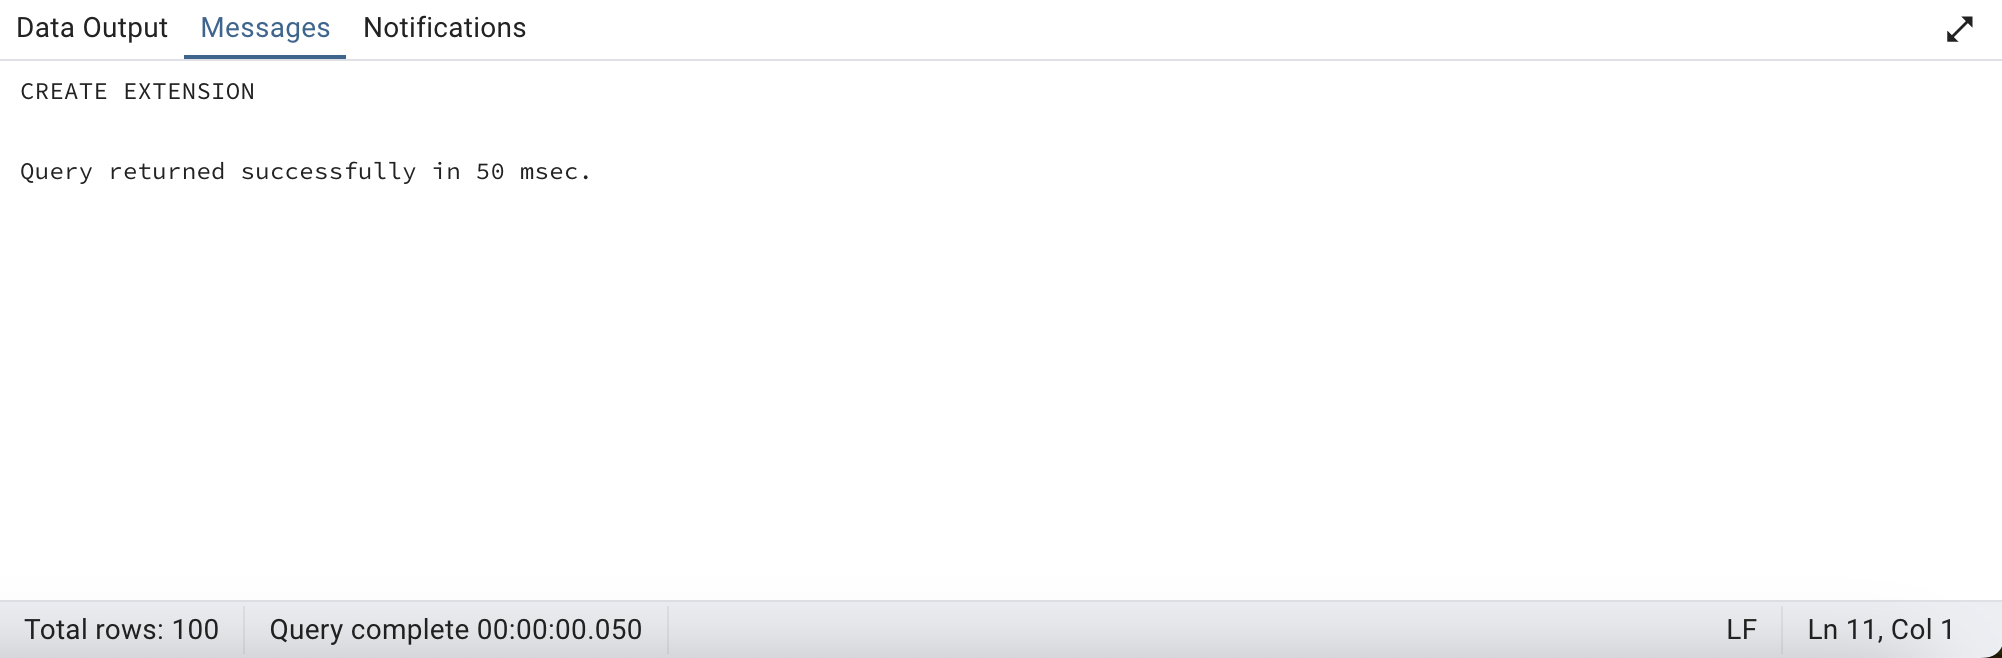 Data Output Messages Notifications
CREATE EXTENSION
Query returned successfully in 50 msec.
Total rows: 100 Query complete 00:00:00.050 LF Ln 11, Col 1